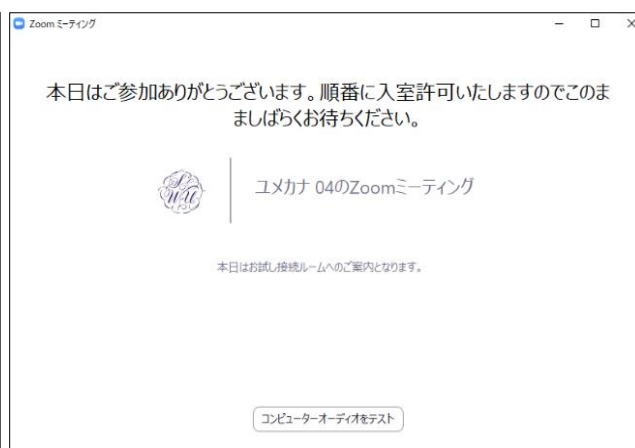 Zoom ミーティング
本日はご参加ありがとうございます。順番に入室許可いたしますのでこのま
ましばらくお待ちください。
SWU
ユメカナ 04のZoomミーティング
本日はお試し接続ルームへのご案内となります。
コンピューターオーディオをテスト